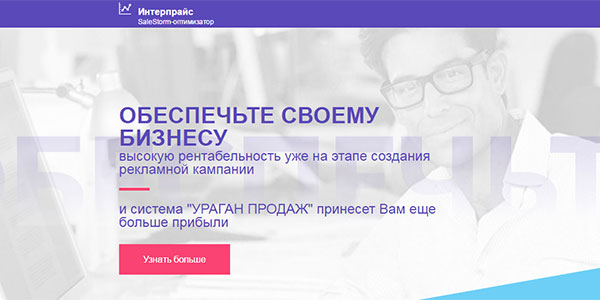 Интерпрайс
SaleStorm-оптимизатор
ОБЕСПЕЧЬТЕ СВОЕМУ
БИЗНЕСУ
высокую рентабельность уже на этапе создания
рекламной кампании
и система "УРАГАН ПРОДАЖ" принесет Вам еще
больше прибыли
Узнать больше